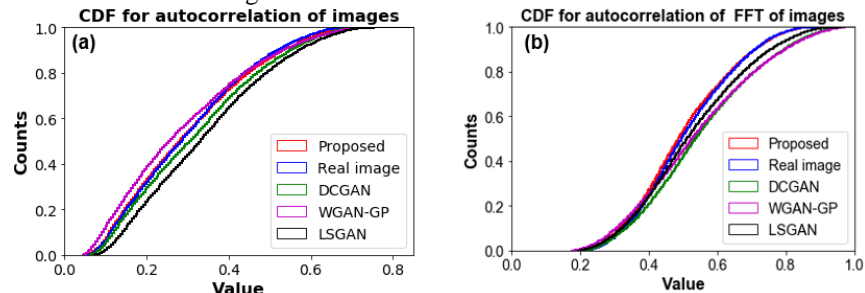 CDF for autocorrelation of images
(a)
Counts
1.0
0.8
0.6
0.4
0.2
0.0
Proposed
Real image
DCGAN
WGAN-GP
LSGAN
0.0 0.2 0.4 0.6 0.8
Value
CDF for autocorrelation of FFT of images
(b)
Counts
1.0
0.8
0.6
0.4
0.2
0.0
Proposed
Real image
DCGAN
WGAN-GP
LSGAN
0.0 0.2 0.4 0.6 0.8 1.0
Value